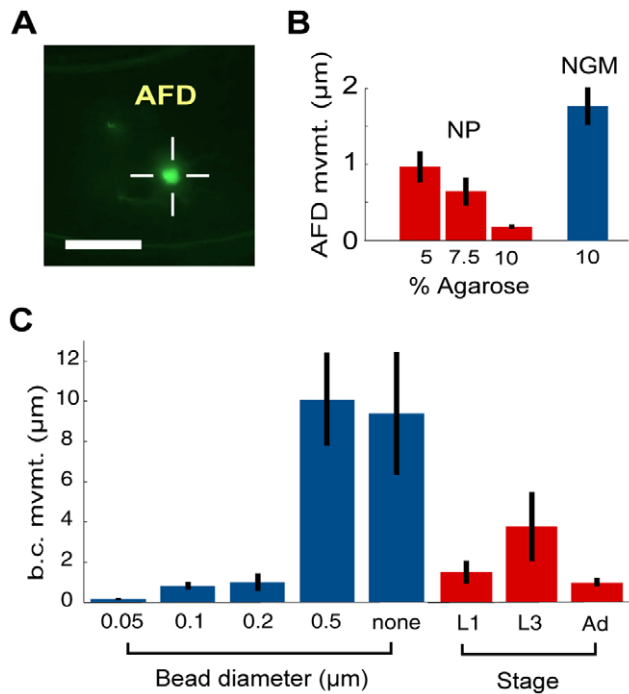 A
AFD
B
AFD mvmt. (μm)
2
1
0
NP
NGM
5 7.5 10 10
% Agarose
C
b.c. mvmt. (μm)
12
10
8
6
4
2
0
0.05 0.1 0.2 0.5 none L1 L3 Ad
Bead diameter (μm) Stage